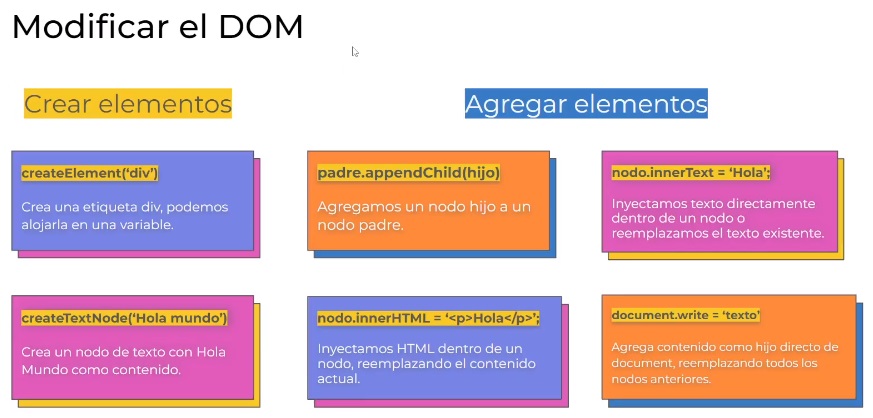 Modificar el DOM
Crear elementos
Agregar elementos
createElement(‘div’)
Crea una etiqueta div, podemos
alojarla en una variable.
padre.appendChild(hijo)
Agregamos un nodo hijo a un
nodo padre.
nodo.innerText = ‘Hola’;
Inyectamos texto directamente
dentro de un nodo o
reemplazamos el texto existente.
createTextNode(‘Hola mundo’)
Crea un nodo de texto con Hola
Mundo como contenido.
nodo.innerHTML = ‘<p>Hola</p>’;
Inyectamos HTML dentro de un
nodo, reemplazando el contenido
actual.
document.write = ‘texto’
Agrega contenido como hijo directo de
document, reemplazando todos los
nodos anteriores.